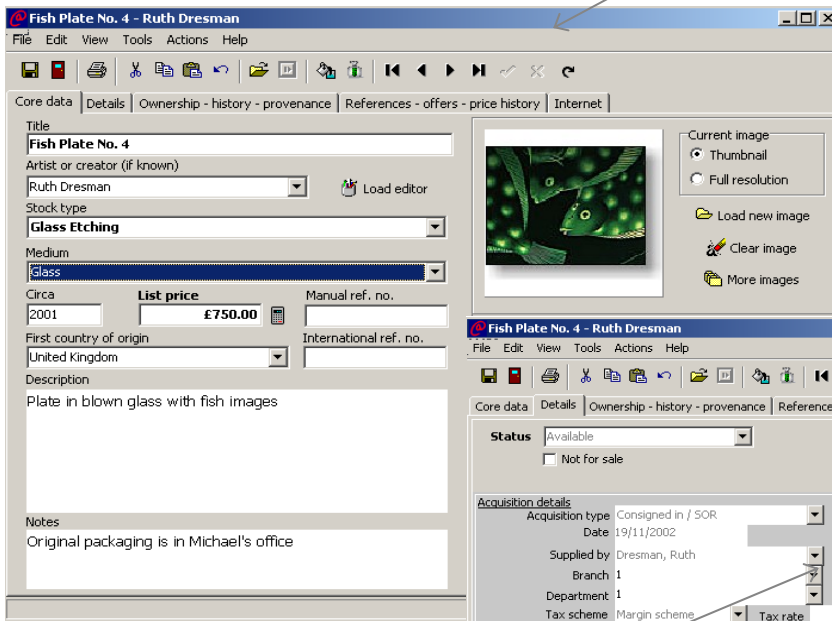 Fish Plate No. 4 - Ruth Dresman
File Edit View Tools Actions Help
Core data Details Ownership - history - provenance References - offers - price history Internet
Title
Fish Plate No. 4
Artist or creator (if known)
Ruth Dresman Load editor
Stock type
Glass Etching
Medium
Glass
Circa List price Manual ref. no.
2001 £750.00
First country of origin International ref. no.
United Kingdom
Description
Plate in blown glass with fish images
Notes
Original packaging is in Michael's office
Current image
Thumbnail
Full resolution
Load new image
Clear image
More images
Fish Plate No. 4 - Ruth Dresman
File Edit View Tools Actions Help
Core data Details Ownership - history - provenance Reference
Status Available
Not for sale
Acquisition details
Acquisition type Consigned in / SOR
Date 19/11/2002
Supplied by Dresman, Ruth
Branch 1
Department 1
Tax scheme Margin scheme Tax rate